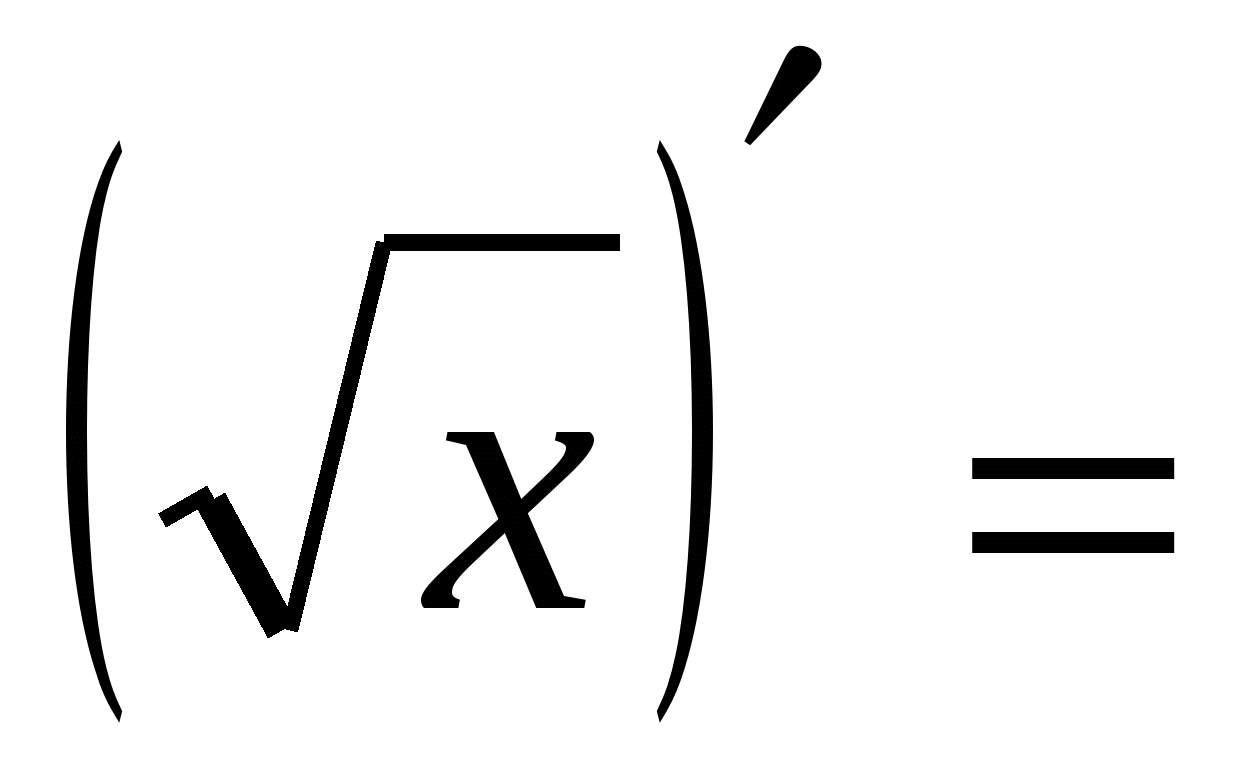 (√x)′ =